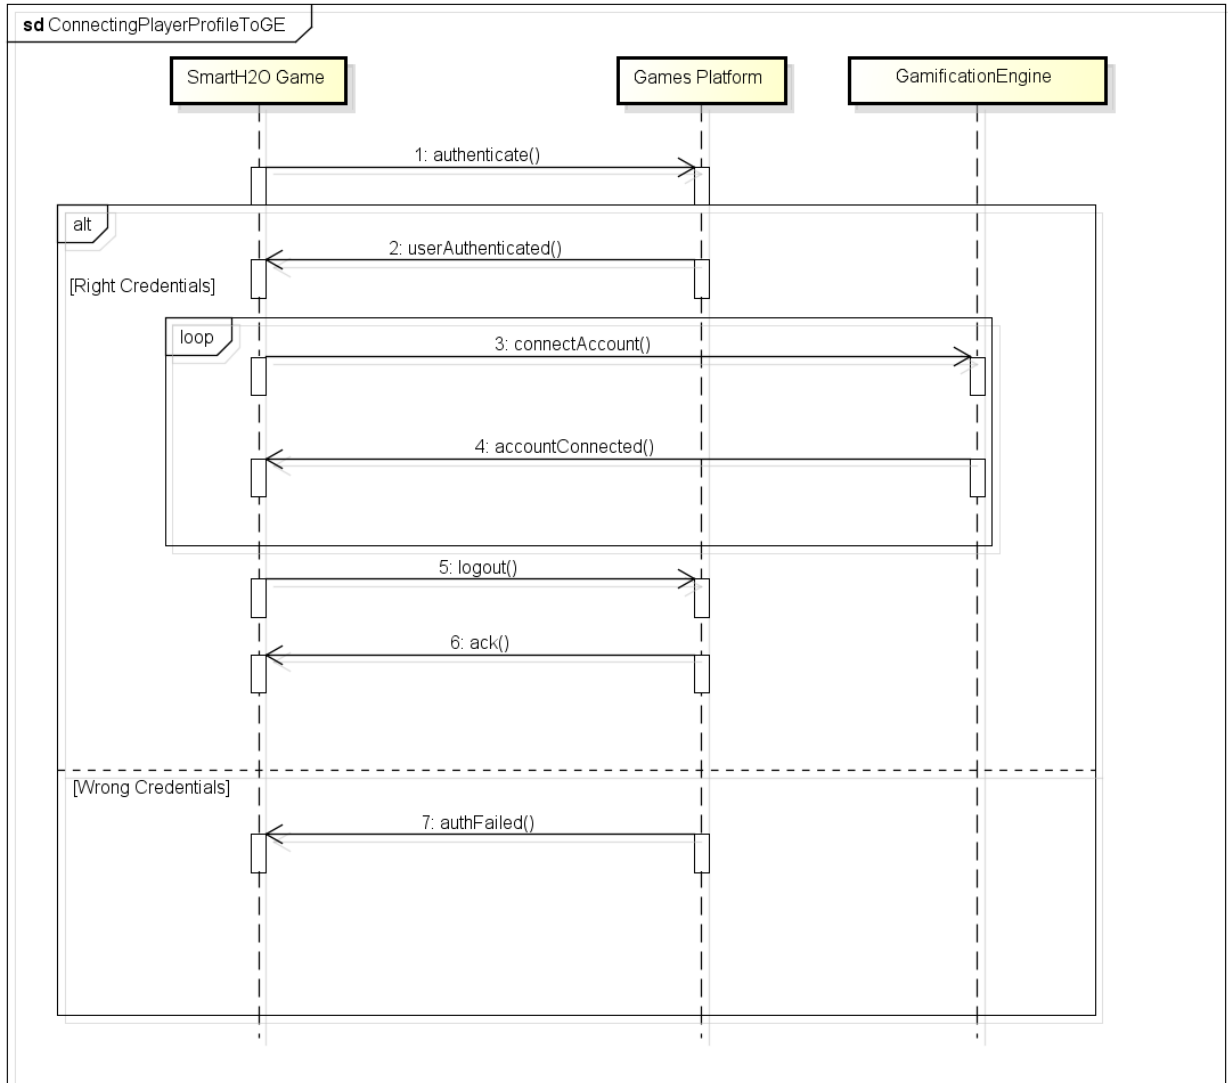 sd ConnectingPlayerProfileToGE
SmartH2O Game
Games Platform
GamificationEngine
1: authenticate()
alt
2: userAuthenticated()
[Right Credentials]
loop
3: connectAccount()
4: accountConnected()
5: logout()
6: ack()
[Wrong Credentials]
7: authFailed()